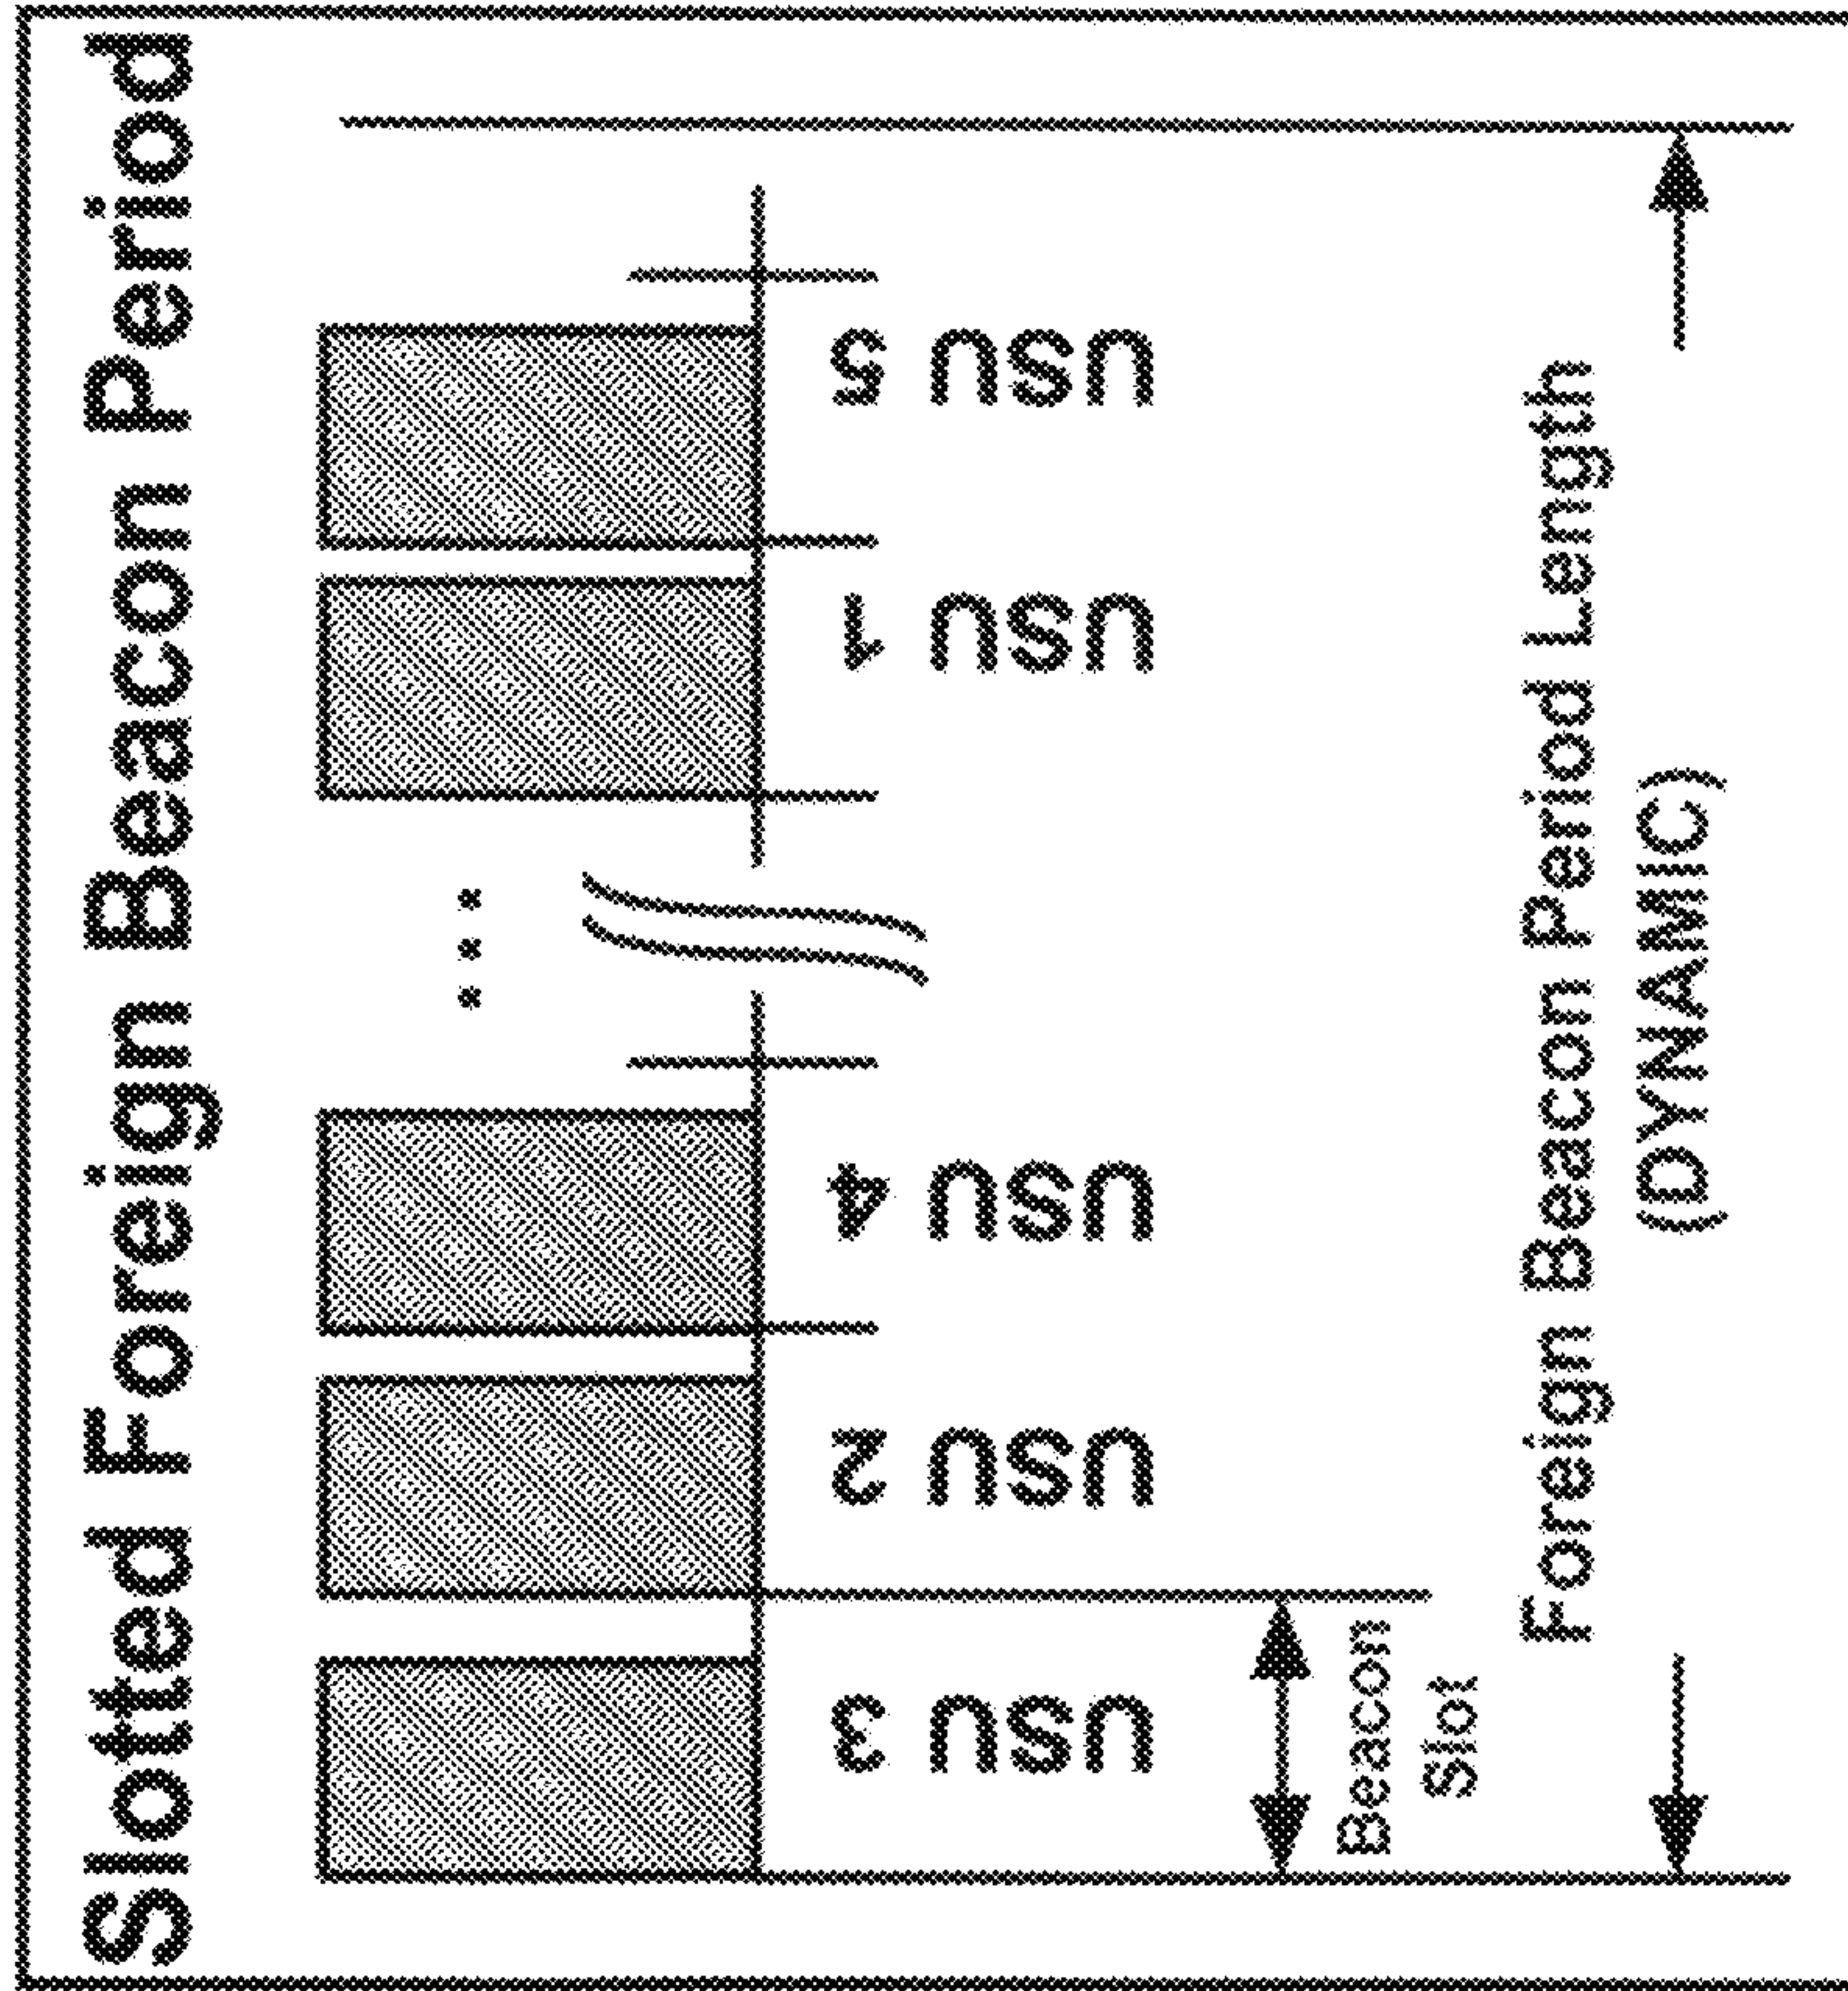 Slotted Foreign Beacon Period
...
USU 3
USU 2
USU 4
USU 1
USU 5
Beacon
Slot
Foreign Beacon Period Length
(DYNAMIC)